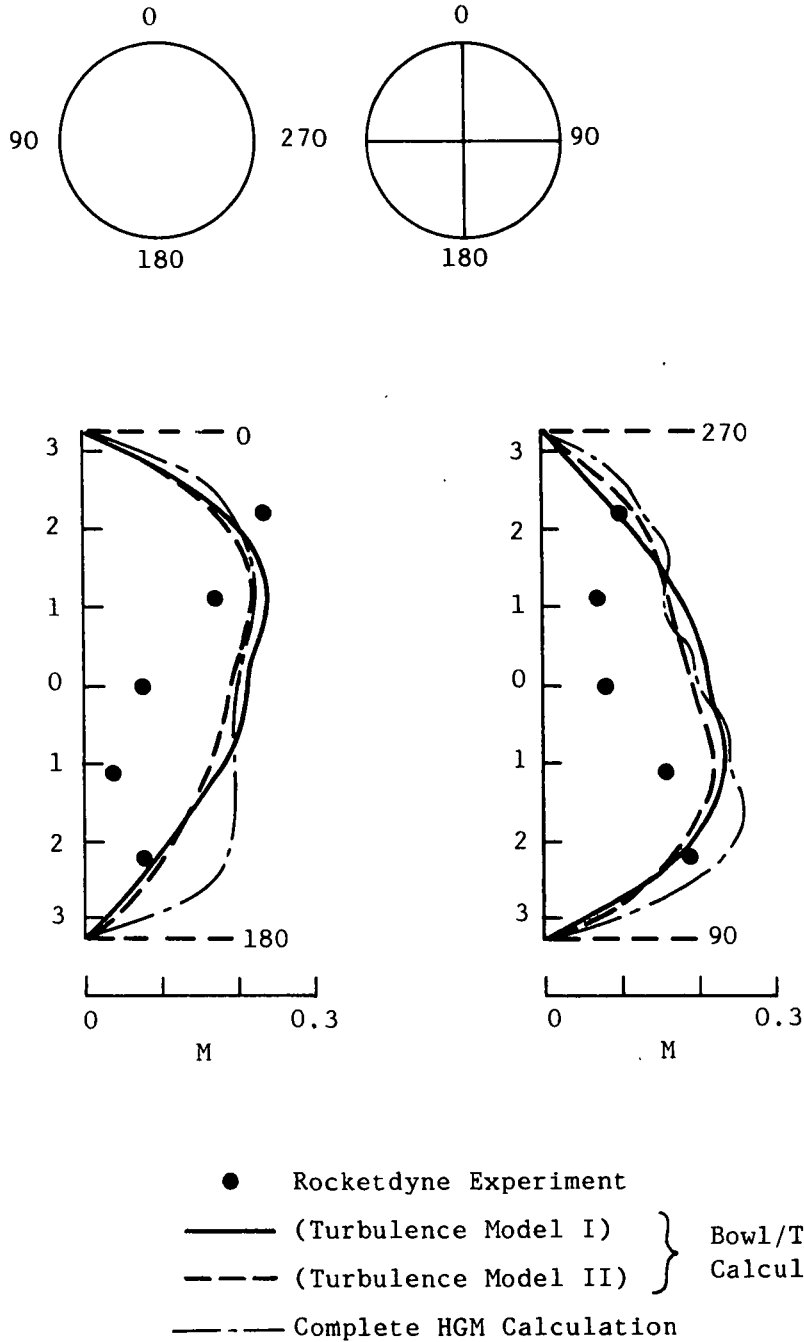 0 0
90 270 90
180 180
0 270
3 3
2 2
1 1
0 0
1 1
2 2
3 3
180 90
0 0.3 0 0.3
M M
Rocketdyne Experiment
(Turbulence Model I)
(Turbulence Model II)
Bowl/T
Calcul
Complete HGM Calculation